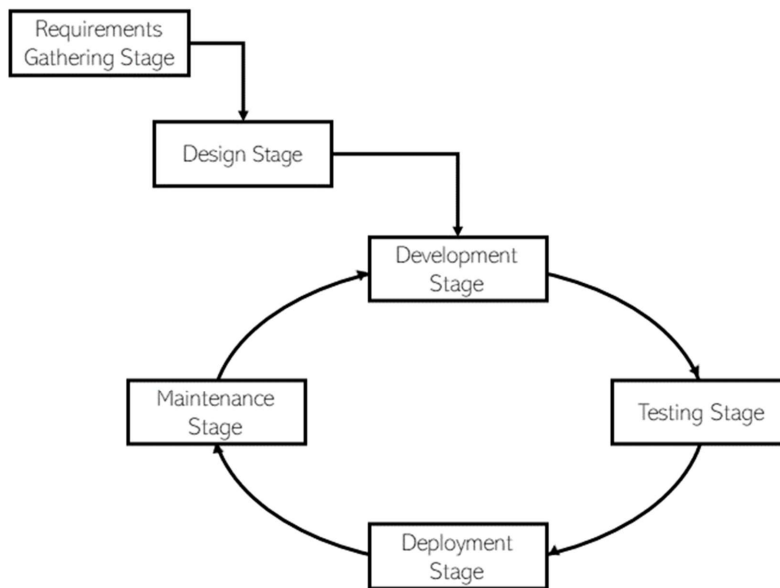 Requirements
Gathering Stage
Design Stage
Development
Stage
Maintenance
Stage
Testing Stage
Deployment
Stage